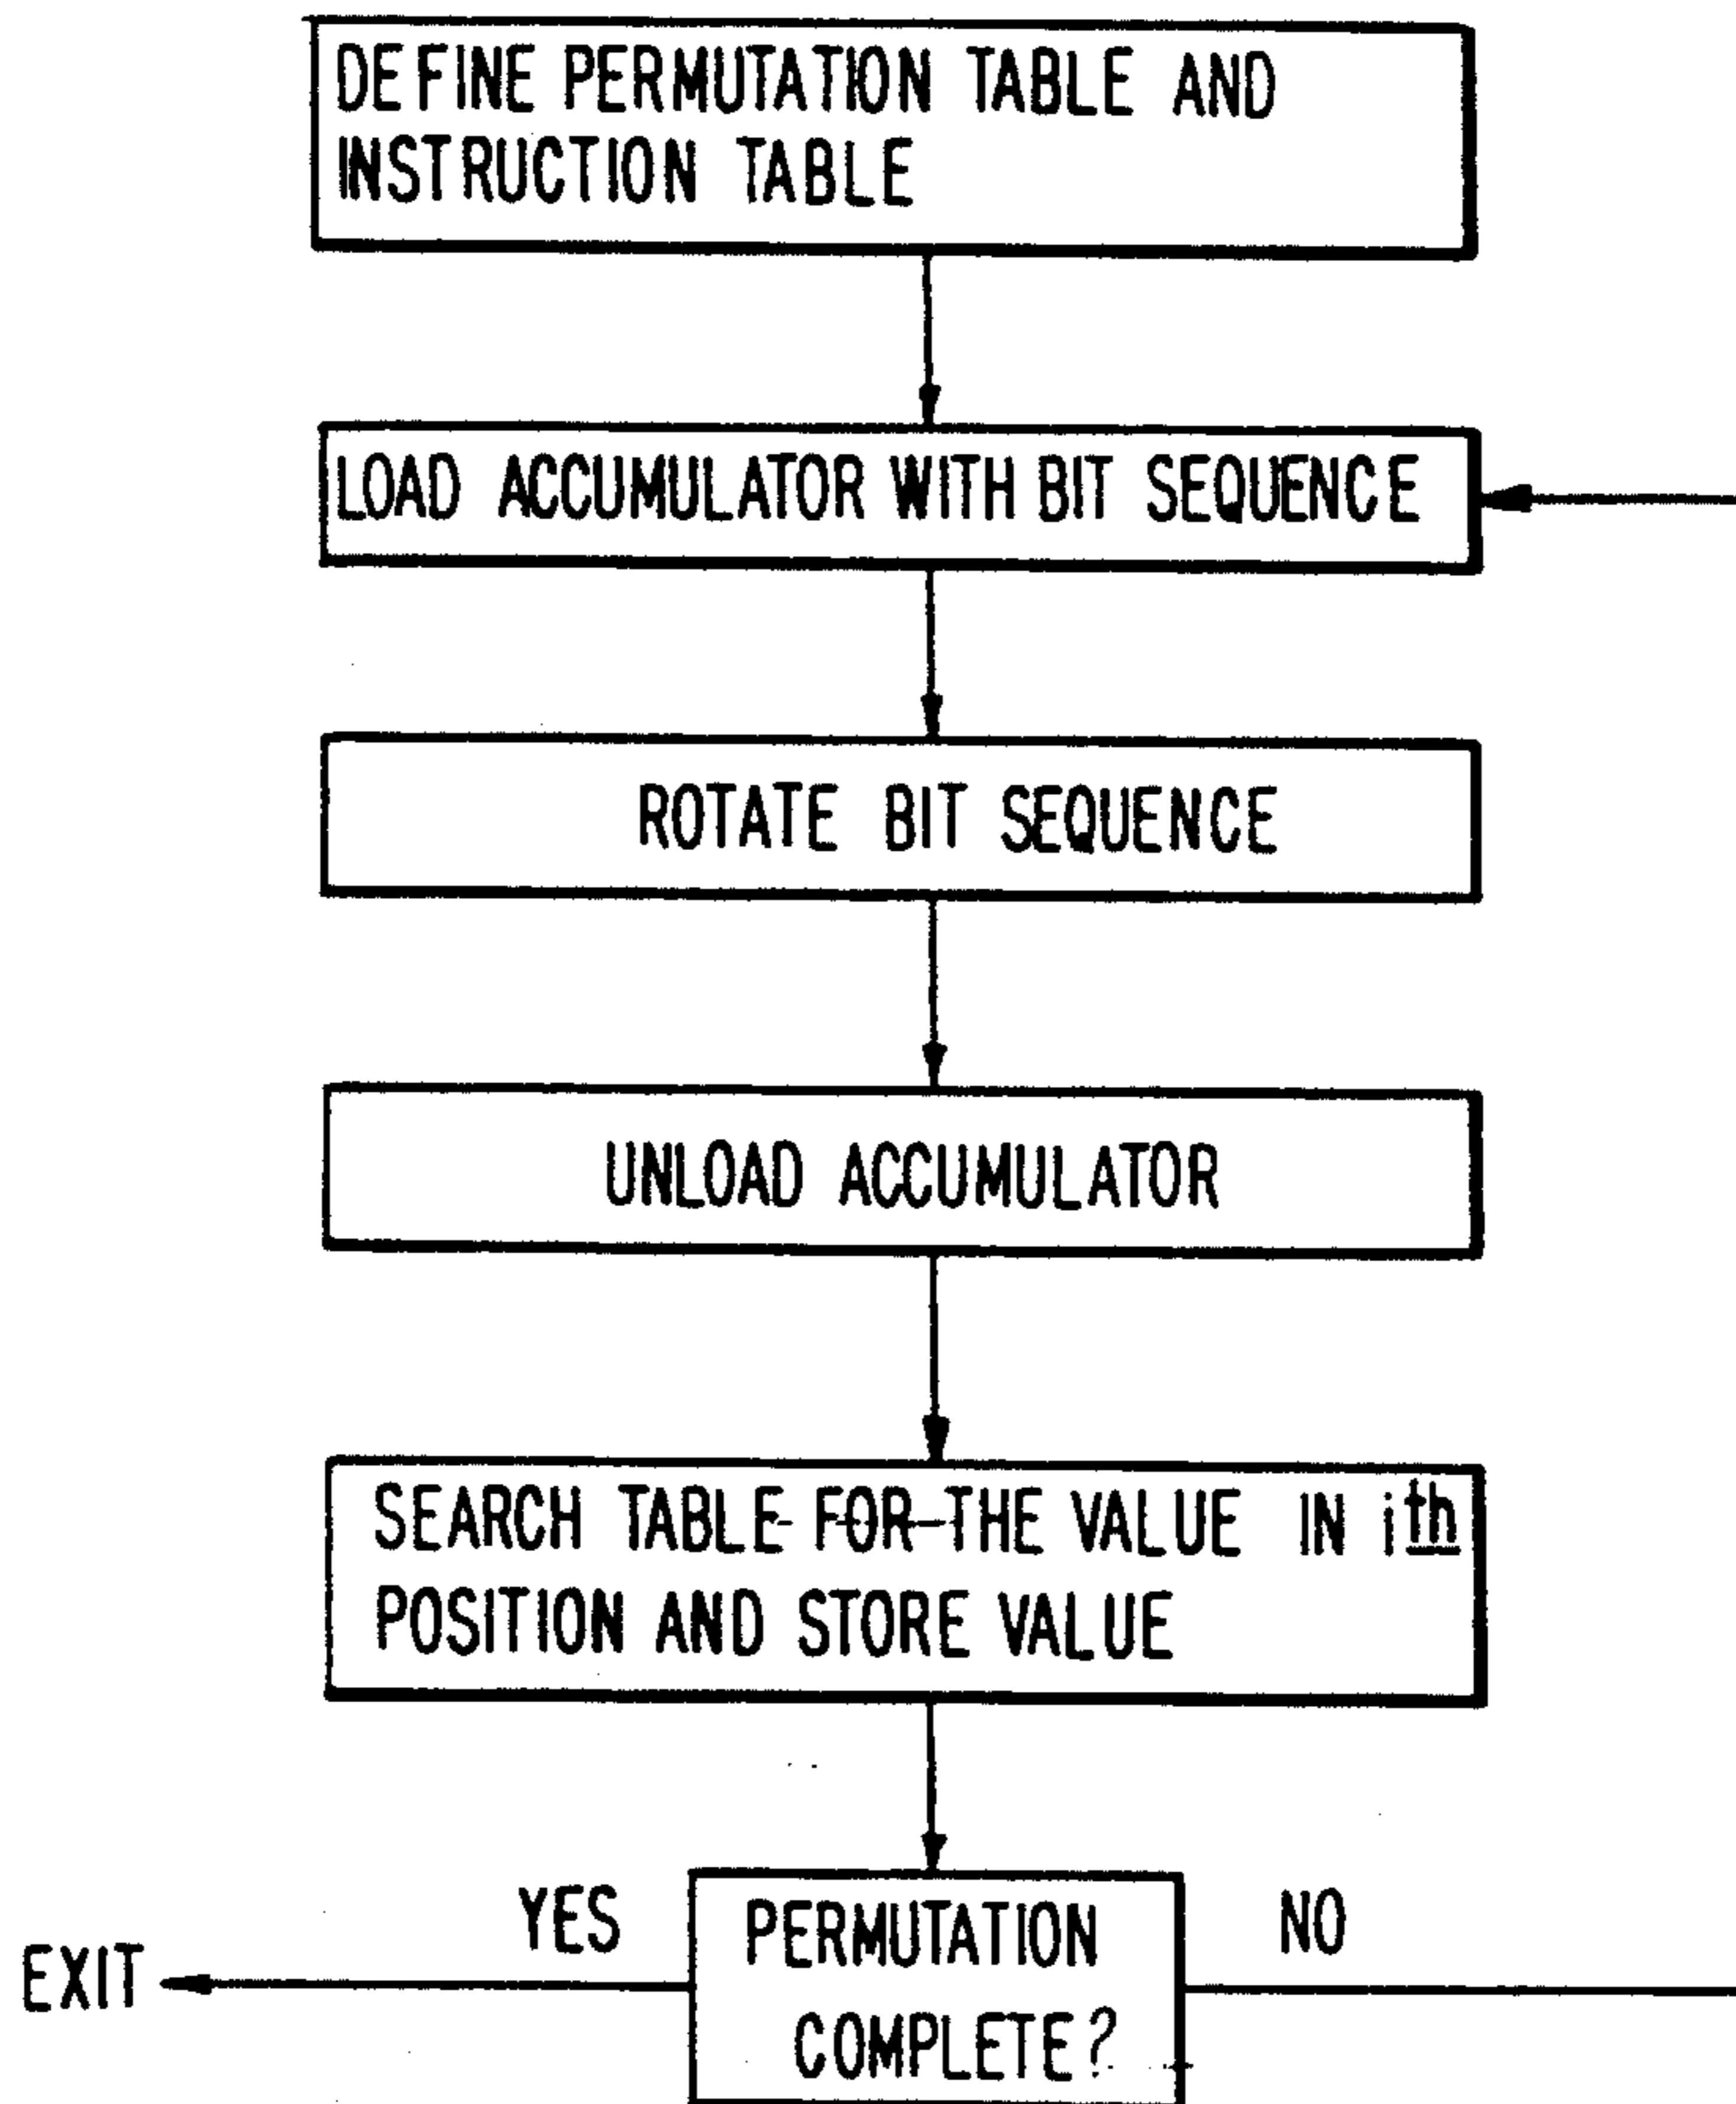 DEFINE PERMUTATION TABLE AND
INSTRUCTION TABLE
LOAD ACCUMULATOR WITH BIT SEQUENCE
ROTATE BIT SEQUENCE
UNLOAD ACCUMULATOR
SEARCH TABLE FOR THE VALUE IN ith
POSITION AND STORE VALUE
YES
PERMUTATION
NO
EXIT
COMPLETE?